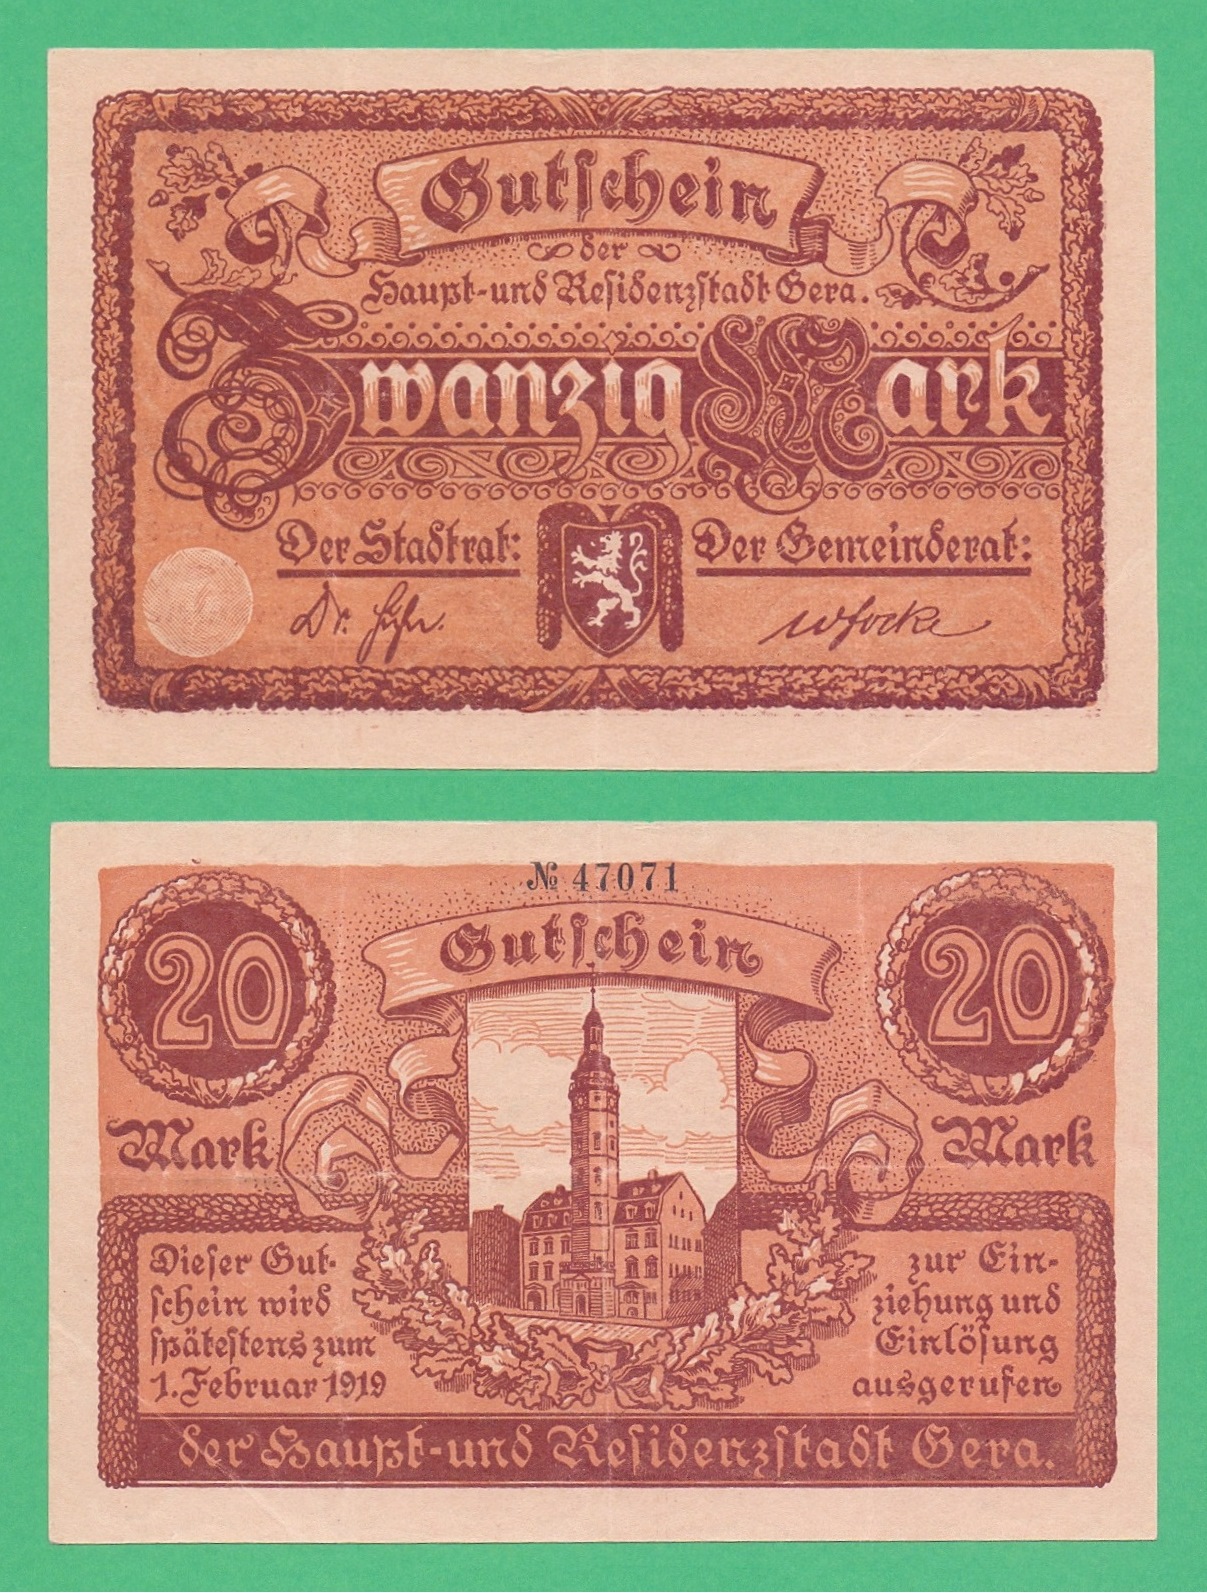 Gutschein
der
Haupt-und Residenzstadt Gera.
Zwanzig Mark
Der Stadtrat: Der Gemeinderat:
Dr.
№ 47071
Gutschein
20 20
Mark Mark
Dieser Gut-
schein wird
spätestens zum
1. Februar 1919
zur Ein-
ziehung und
Einlösung
ausgerufen
der Haupt-und Residenzstadt Gera.